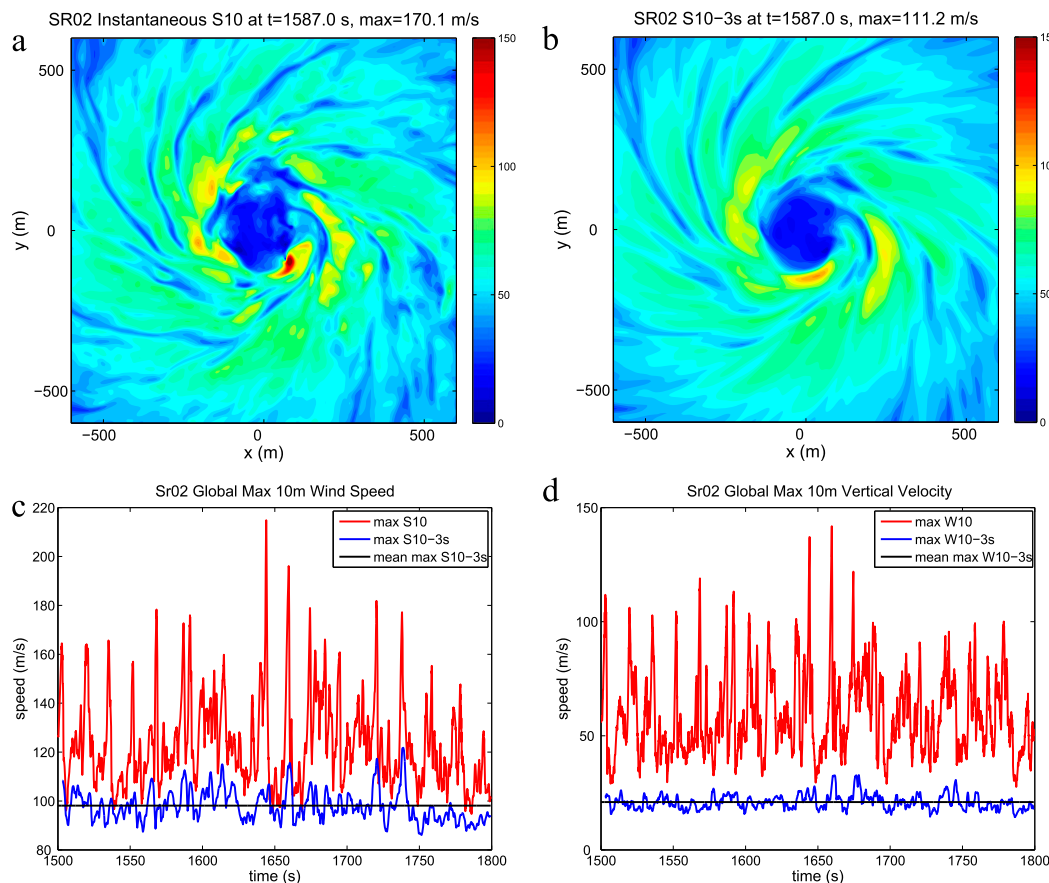 a
SR02 Instantaneous S10 at t=1587.0 s, max=170.1 m/s
500
0
−500
y (m)
−500
0
500
x (m)
150
100
50
0
b
SR02 S10−3s at t=1587.0 s, max=111.2 m/s
500
0
−500
y (m)
−500
0
500
x (m)
15
10
50
0
c
Sr02 Global Max 10m Wind Speed
max S10
max S10−3s
mean max S10−3s
220
200
180
160
140
120
100
80
speed (m/s)
1500
1550
1600
1650
1700
1750
1800
time (s)
d
Sr02 Global Max 10m Vertical Velocity
max W10
max W10−3s
mean max W10−3s
150
100
50
0
speed (m/s)
1500
1550
1600
1650
1700
1750
1800
time (s)